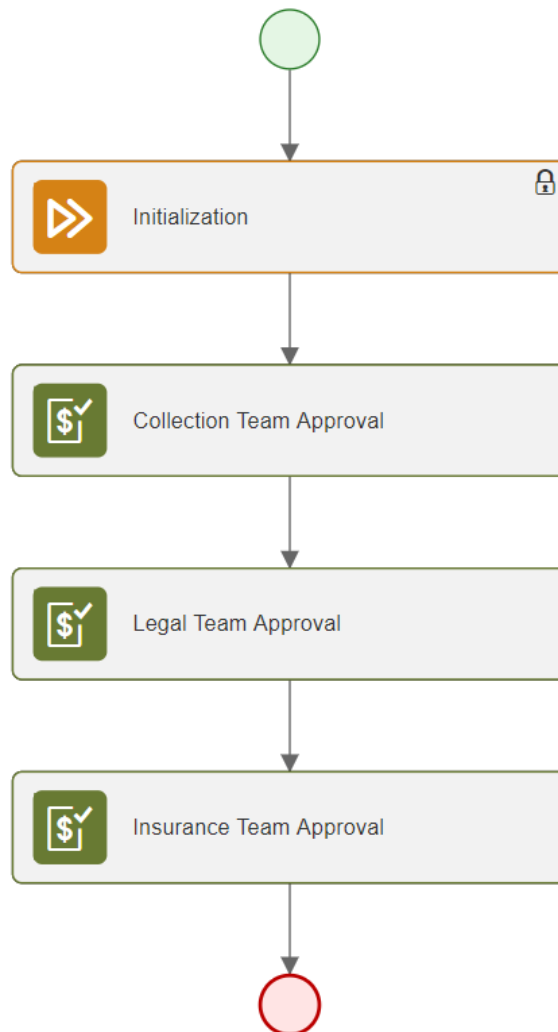 Initialization
$
Collection Team Approval
$
Legal Team Approval
$
Insurance Team Approval